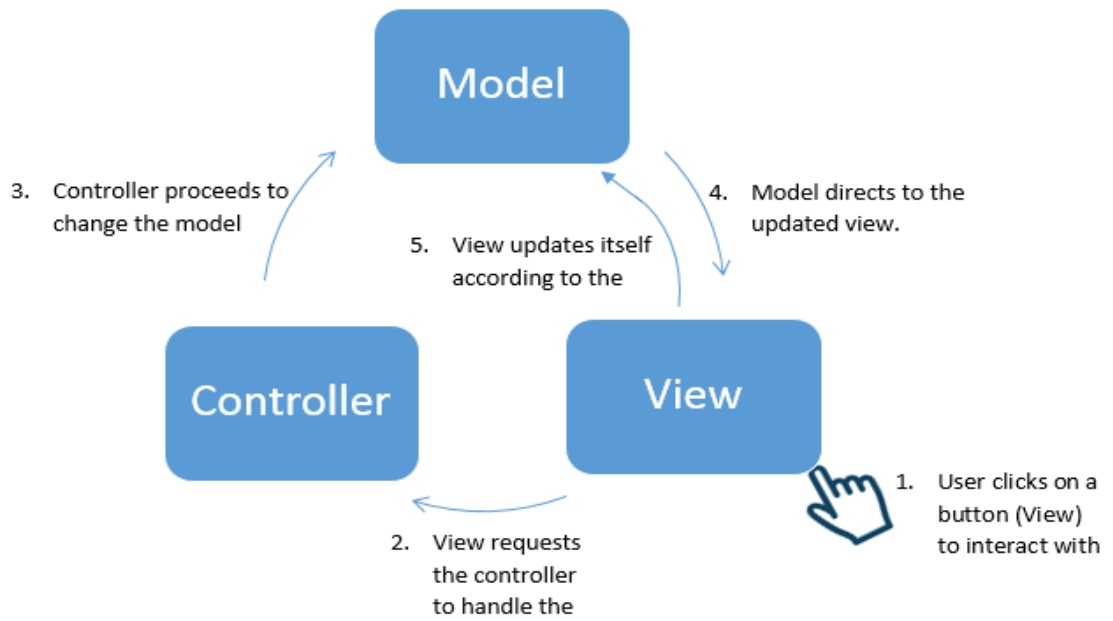 Model
3. Controller proceeds to
change the model
4. Model directs to the
updated view.
5. View updates itself
according to the
Controller
View
1. User clicks on a
button (View)
to interact with
2. View requests
the controller
to handle the